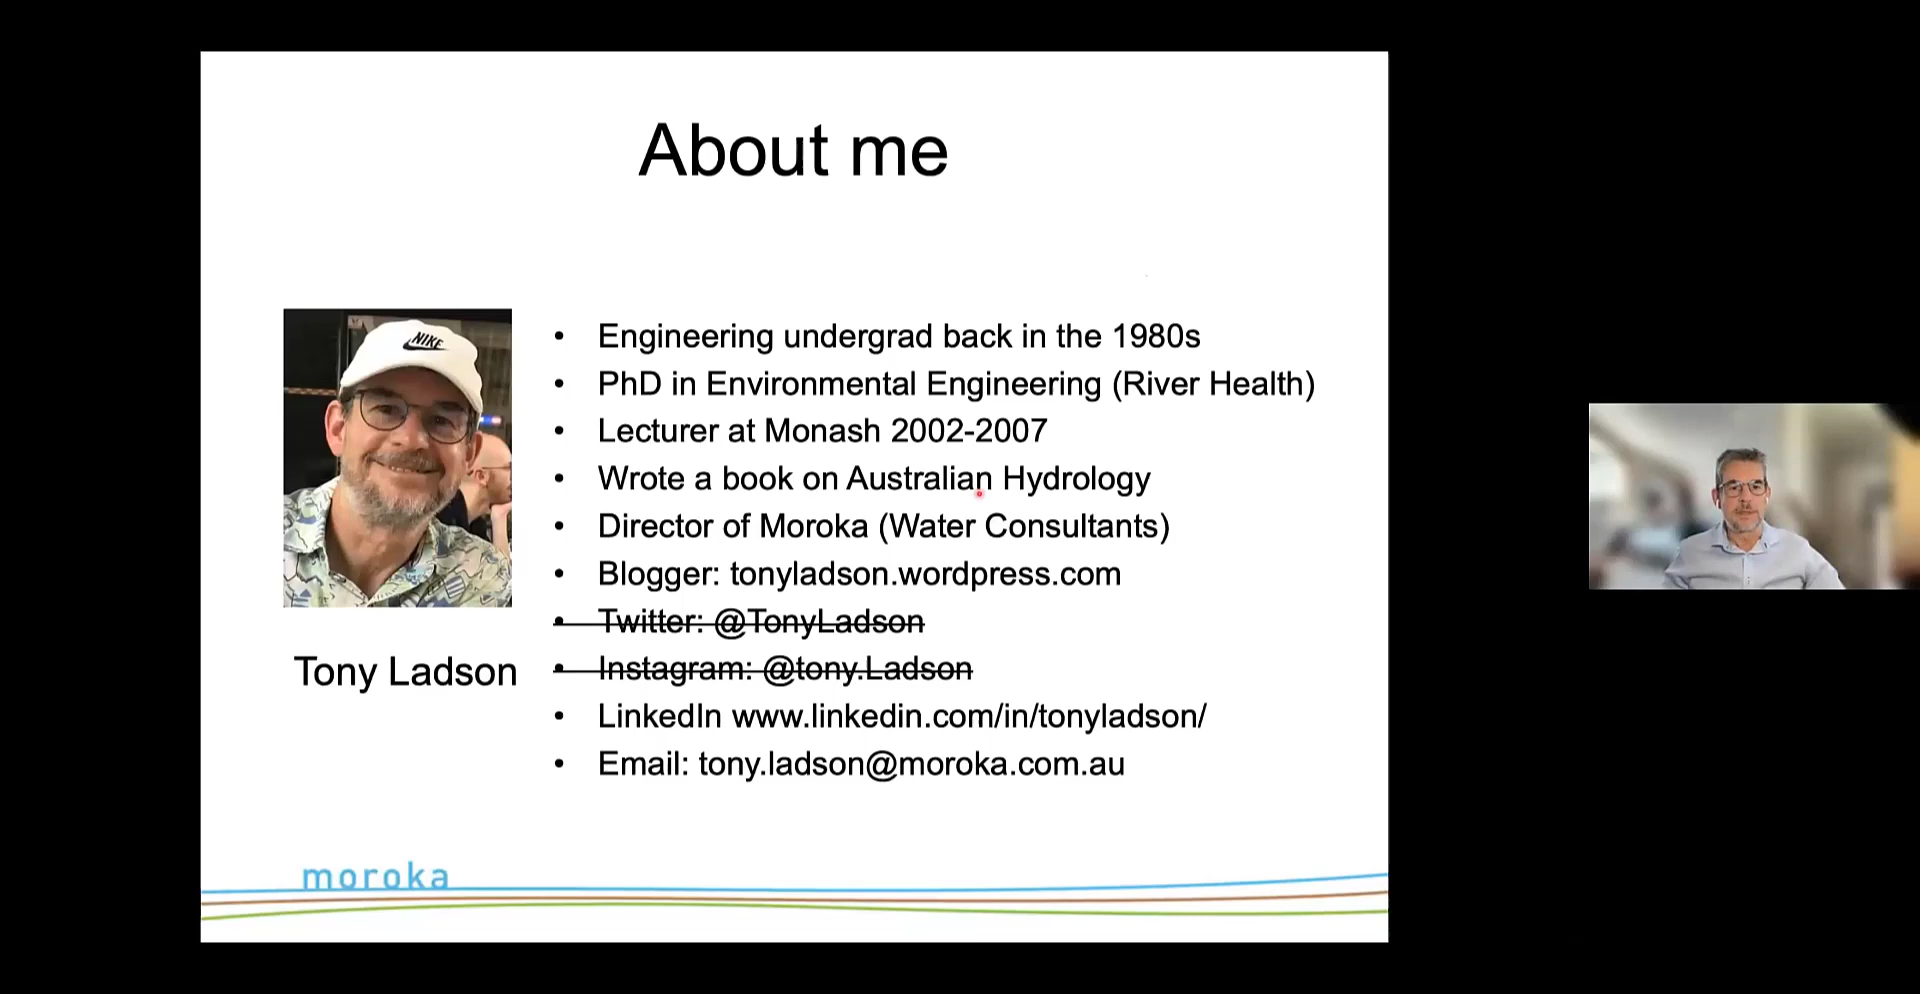 About me
NIKE
• Engineering undergrad back in the 1980s
• PhD in Environmental Engineering (River Health)
• Lecturer at Monash 2002-2007
• Wrote a book on Australian Hydrology
• Director of Moroka (Water Consultants)
• Blogger: tonyladson.wordpress.com
• Twitter: @TonyLadson
• Instagram: @tony.Ladson
• LinkedIn www.linkedin.com/in/tonyladson/
• Email: tony.ladson@moroka.com.au
Tony Ladson
moroka